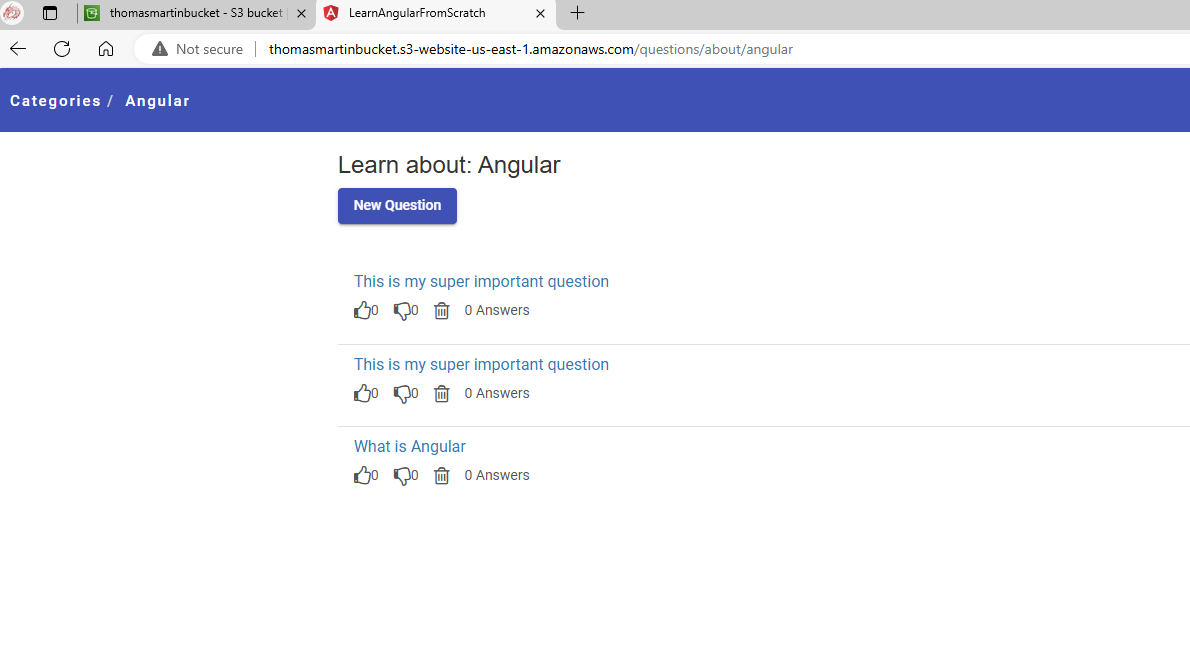 thomasmartinbucket - S3 bucket
LearnAngularFromScratch
Not secure
thomasmartinbucket.s3-website-us-east-1.amazonaws.com/questions/about/angular
Categories / Angular
Learn about: Angular
New Question
This is my super important question
0 0 0 Answers
This is my super important question
0 0 0 Answers
What is Angular
0 0 0 Answers